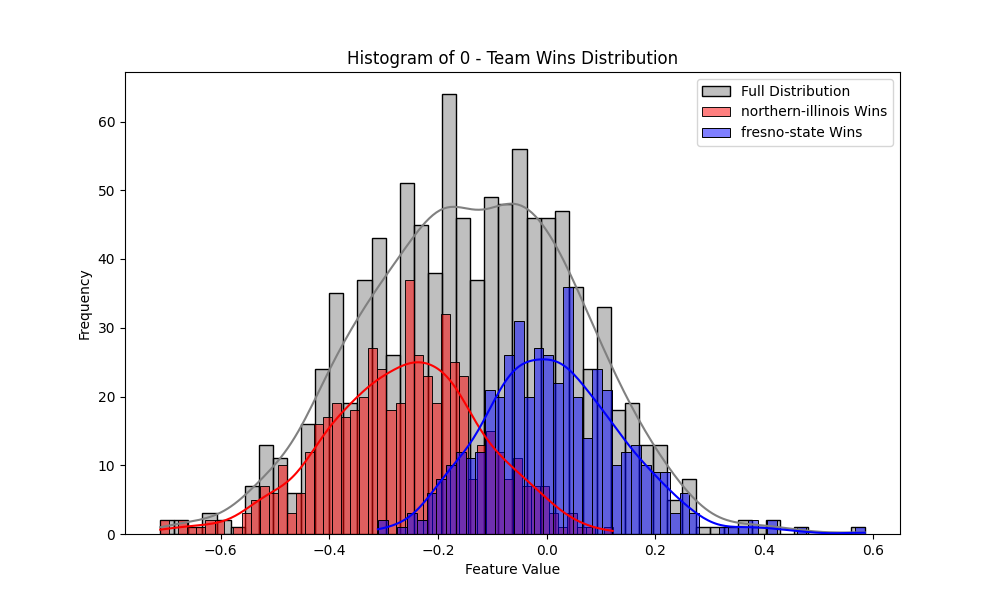 Histogram of 0 - Team Wins Distribution
Full Distribution
northern-illinois Wins
fresno-state Wins
Frequency
60
50
40
30
20
10
0
−0.6 −0.4 −0.2 0.0 0.2 0.4 0.6
Feature Value